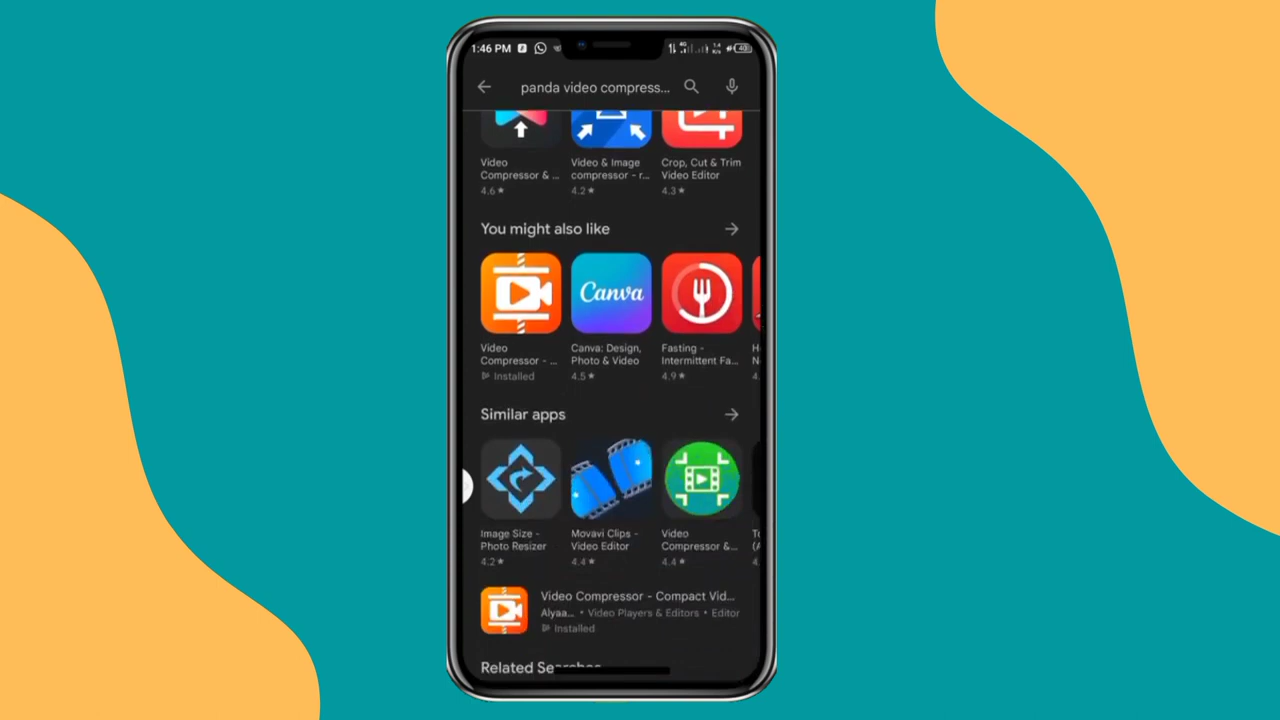 1:46 PM
panda video compress...
Video
Compressor & ...
4.6 ★
Video & Image
compressor - r...
4.2 ★
Crop, Cut & Trim
Video Editor
4.3 ★
You might also like
Canva
Video
Compressor - ...
Installed
Canva: Design,
Photo & Video
4.5 ★
Fasting -
Intermittent Fa...
4.9 ★
Similar apps
Image Size -
Photo Resizer
4.2 ★
Movavi Clips -
Video Editor
4.4 ★
Video
Compressor &...
4.4 ★
Video Compressor - Compact Vid...
Alyaa... • Video Players & Editors • Editor
Installed
Related Searches